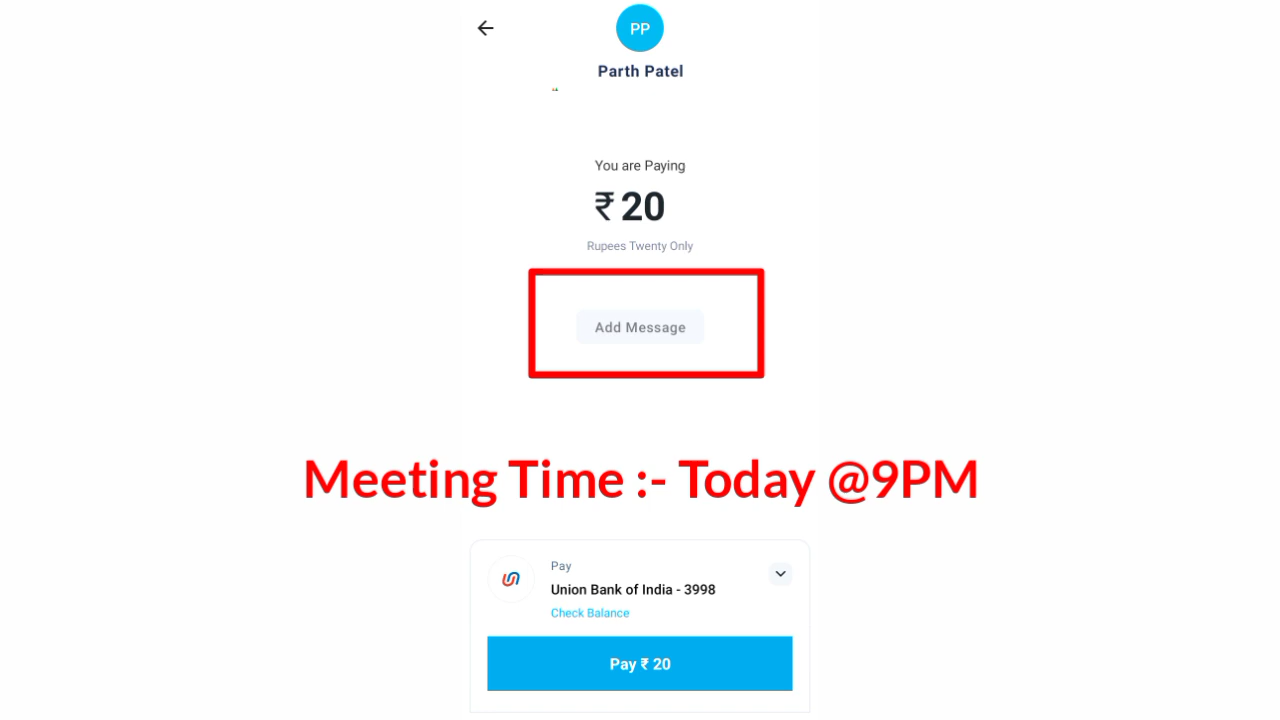 PP
Parth Patel
You are Paying
₹ 20
Rupees Twenty Only
Add Message
Meeting Time :- Today @9PM
Pay
Union Bank of India - 3998
Check Balance
Pay ₹ 20